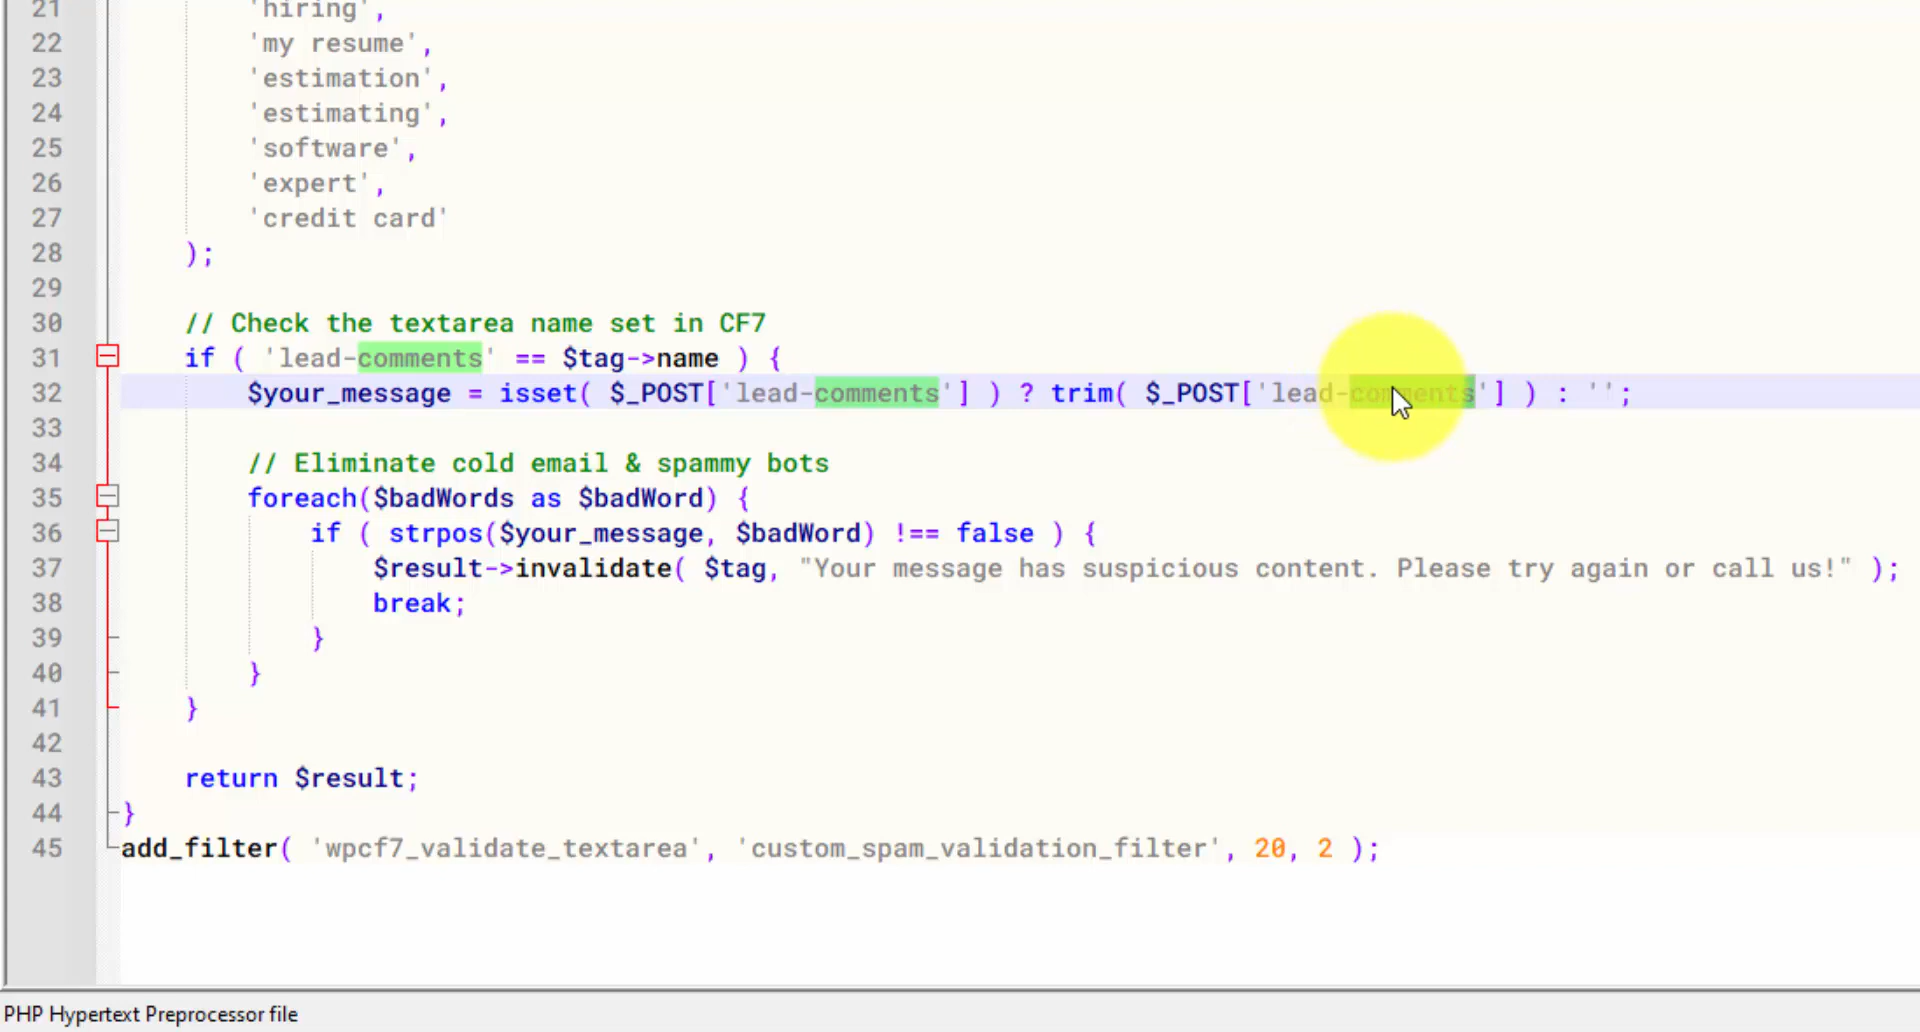 21 'hiring',
22 'my resume',
23 'estimation',
24 'estimating',
25 'software',
26 'expert',
27 'credit card'
28 );
29
30 // Check the textarea name set in CF7
31 if ( 'lead-comments' == $tag->name ) {
32 $your_message = isset( $_POST['lead-comments'] ) ? trim( $_POST['lead-comments'] ) : '';
33
34 // Eliminate cold email & spammy bots
35 foreach($badWords as $badWord) {
36 if ( strpos($your_message, $badWord) !== false ) {
37 $result->invalidate( $tag, "Your message has suspicious content. Please try again or call us!" );
38 break;
39 }
40 }
41 }
42
43 return $result;
44 }
45 add_filter( 'wpcf7_validate_textarea', 'custom_spam_validation_filter', 20, 2 );
PHP Hypertext Preprocessor file